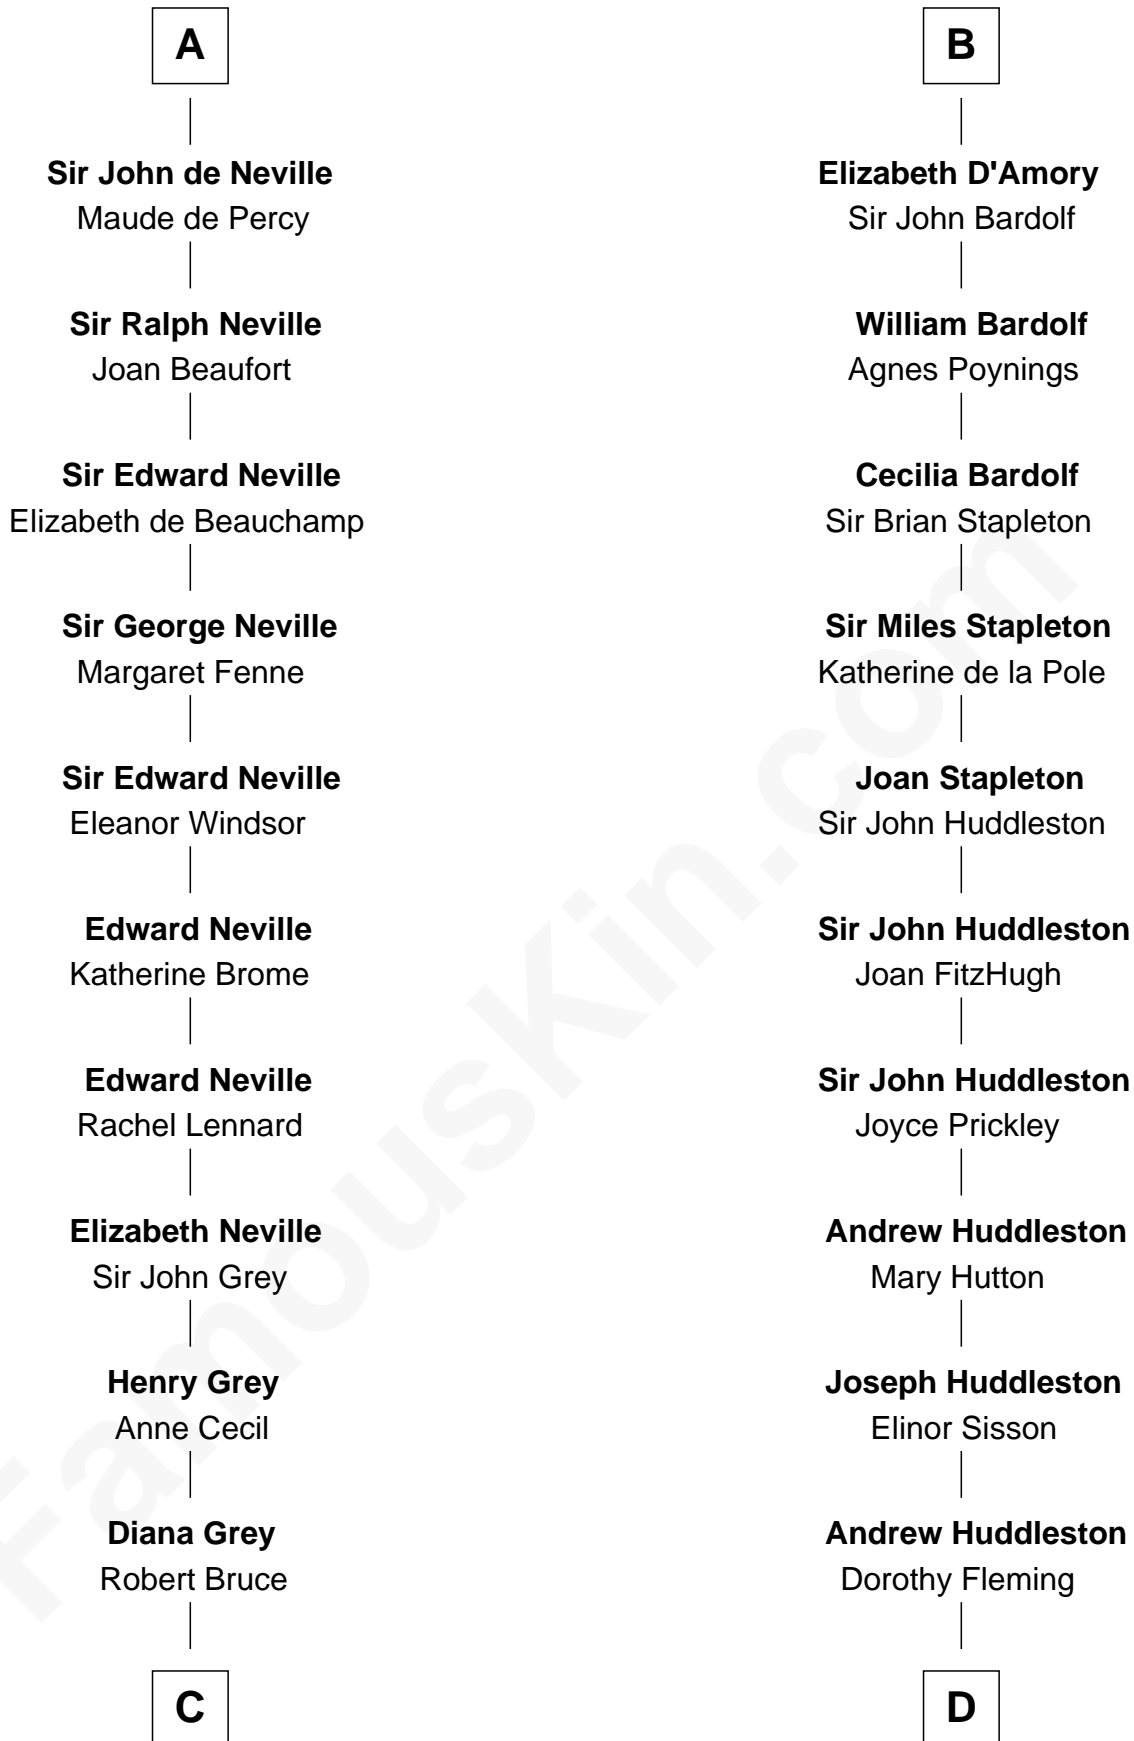 A
Sir John de Neville
Maude de Percy
Sir Ralph Neville
Joan Beaufort
Sir Edward Neville
Elizabeth de Beauchamp
Sir George Neville
Margaret Fenne
Sir Edward Neville
Eleanor Windsor
Edward Neville
Katherine Brome
Edward Neville
Rachel Lennard
Elizabeth Neville
Sir John Grey
Henry Grey
Anne Cecil
Diana Grey
Robert Bruce
C
B
Elizabeth D'Amory
Sir John Bardolf
William Bardolf
Agnes Poynings
Cecilia Bardolf
Sir Brian Stapleton
Sir Miles Stapleton
Katherine de la Pole
Joan Stapleton
Sir John Huddleston
Sir John Huddleston
Joan FitzHugh
Sir John Huddleston
Joyce Prickley
Andrew Huddleston
Mary Hutton
Joseph Huddleston
Elinor Sisson
Andrew Huddleston
Dorothy Fleming
D
FamousKin.com